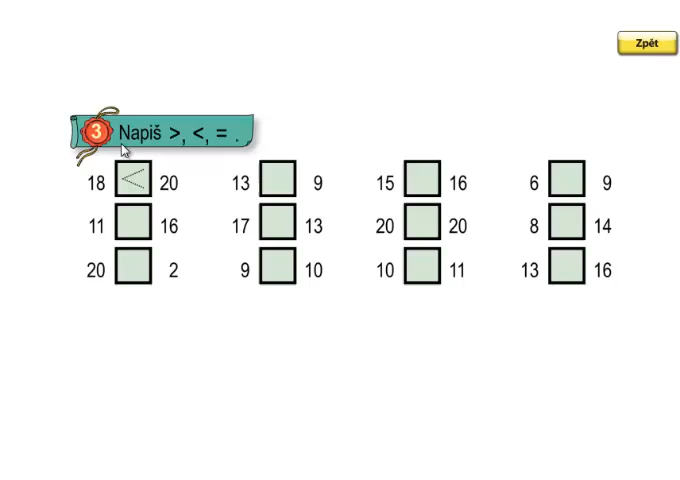 Zpět
3 Napiš >, <, = .
18 < 20 13 9 15 16 6 9
11 16 17 13 20 20 8 14
20 2 9 10 10 11 13 16